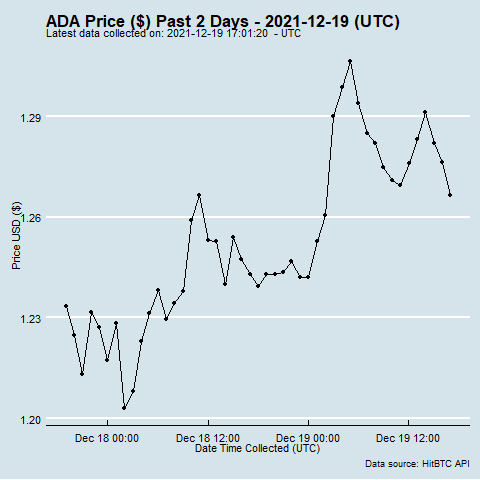 ADA Price ($) Past 2 Days - 2021-12-19 (UTC)
Latest data collected on: 2021-12-19 17:01:20 - UTC
1.29
1.26
1.23
1.20
Price USD ($)
Dec 18 00:00 Dec 18 12:00 Dec 19 00:00 Dec 19 12:00
Date Time Collected (UTC)
Data source: HitBTC API